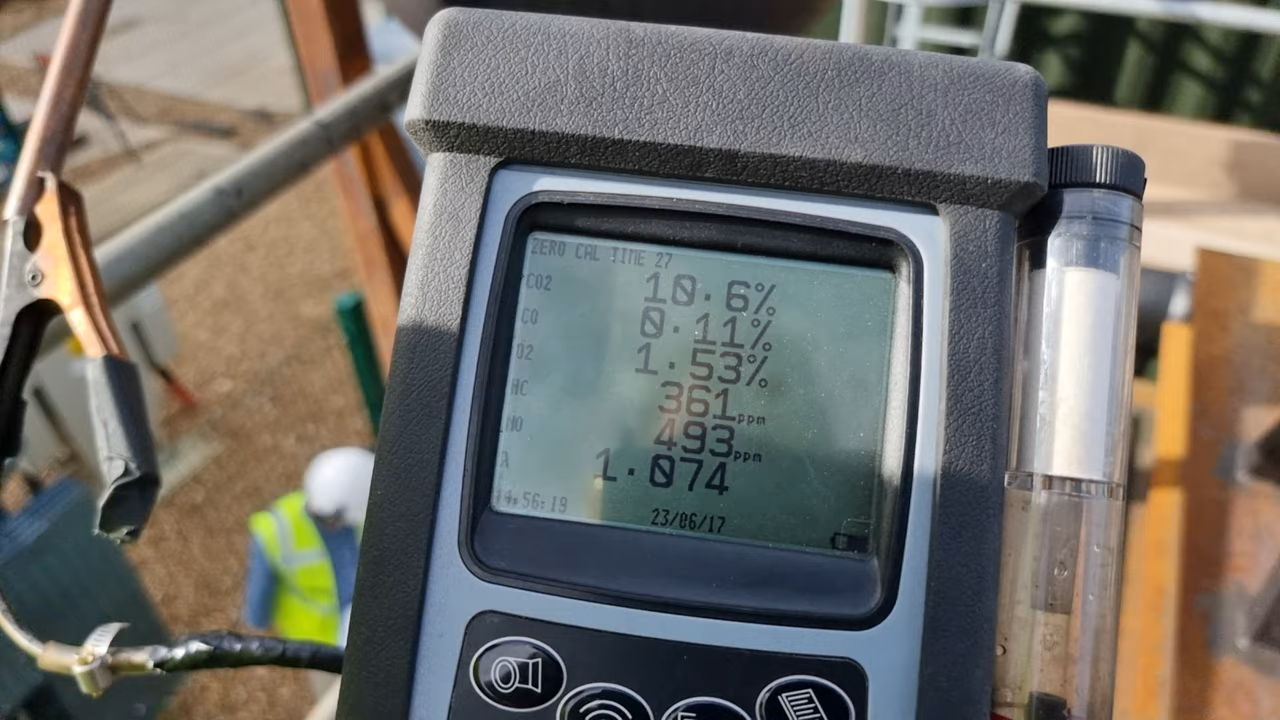 ZERO CAL TIME 27
CO2 10.6%
CO 0.11%
O2 1.53%
HC 361ppm
NO 493ppm
λ 1.074
14:56:19 23/06/17